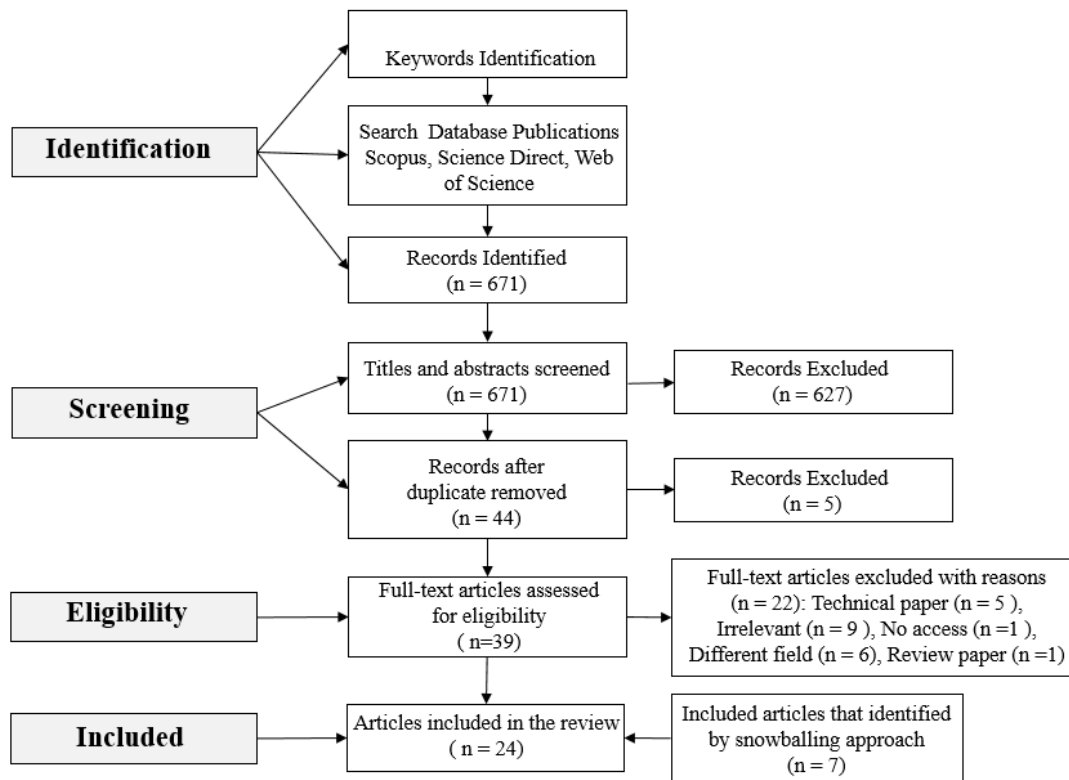 Keywords Identification
Identification
Search Database Publications
Scopus, Science Direct, Web
of Science
Records Identified
(n = 671)
Screening
Titles and abstracts screened
(n = 671)
Records Excluded
(n = 627)
Records after
duplicate removed
(n = 44)
Records Excluded
(n = 5)
Eligibility
Full-text articles assessed
for eligibility
( n=39)
Full-text articles excluded with reasons
(n = 22): Technical paper (n = 5 ),
Irrelevant (n = 9 ), No access (n =1 ),
Different field (n = 6), Review paper (n =1)
Included
Articles included in the review
( n = 24)
Included articles that identified
by snowballing approach
(n = 7)